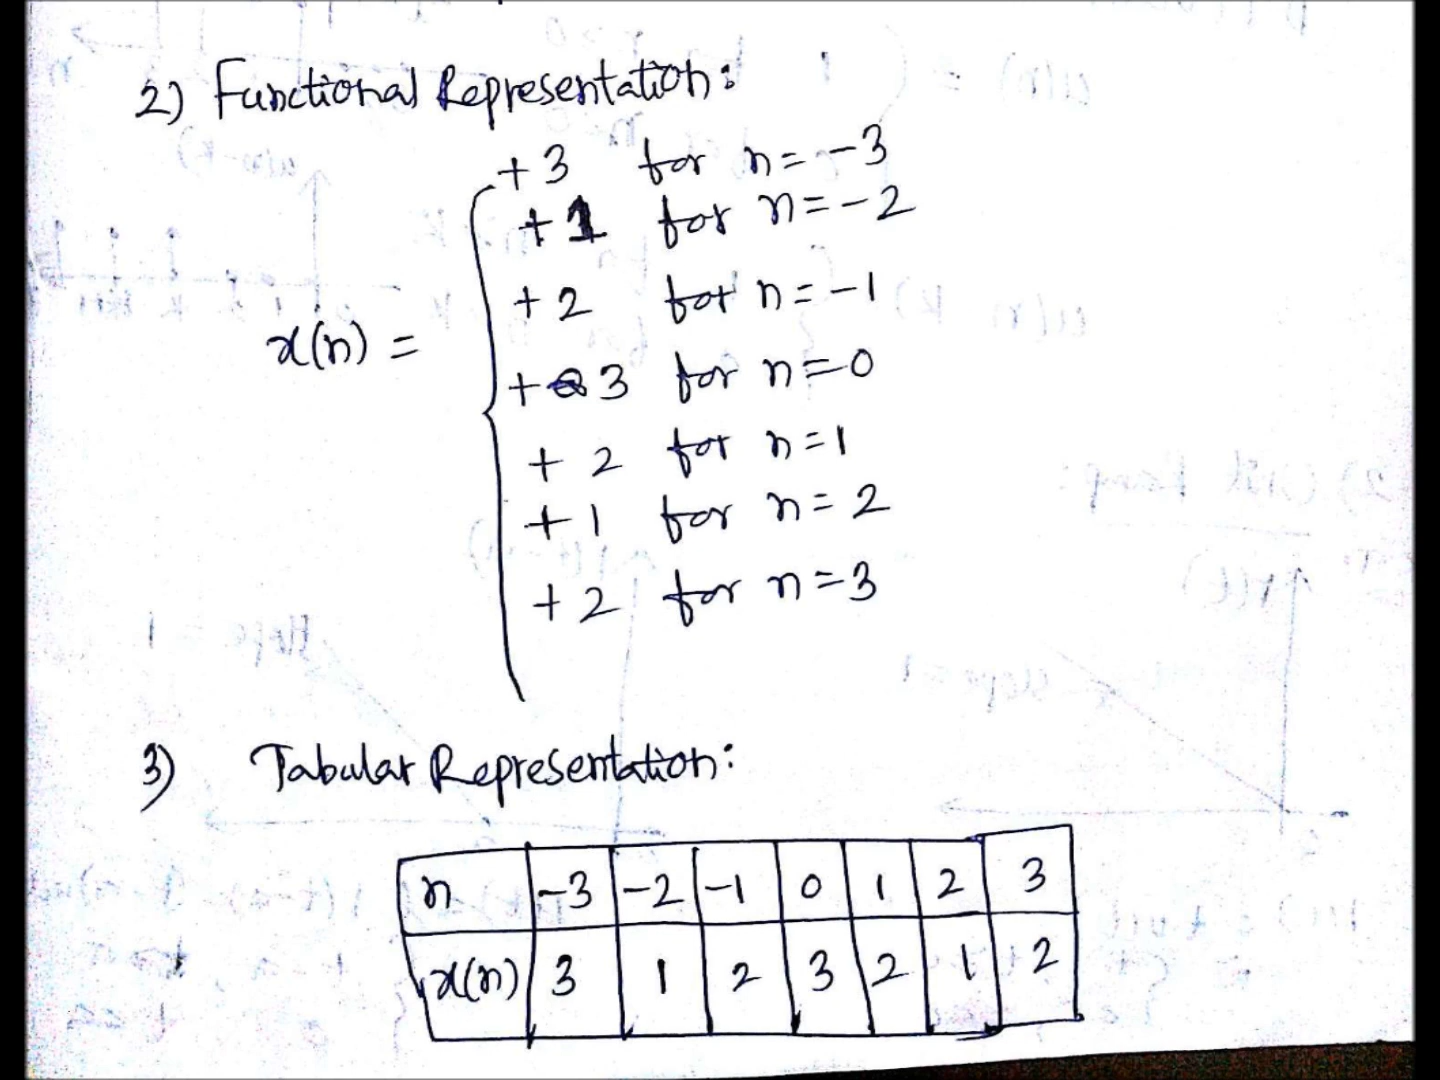 2) Functional Representation:
+3 for n=-3
+1 for n=-2
+2 for n=-1
x(n) =
+3 for n=0
+2 for n=1
+1 for n=2
+2 for n=3
3) Tabular Representation:
n -3 -2 -1 0 1 2 3
x(n) 3 1 2 3 2 1 2